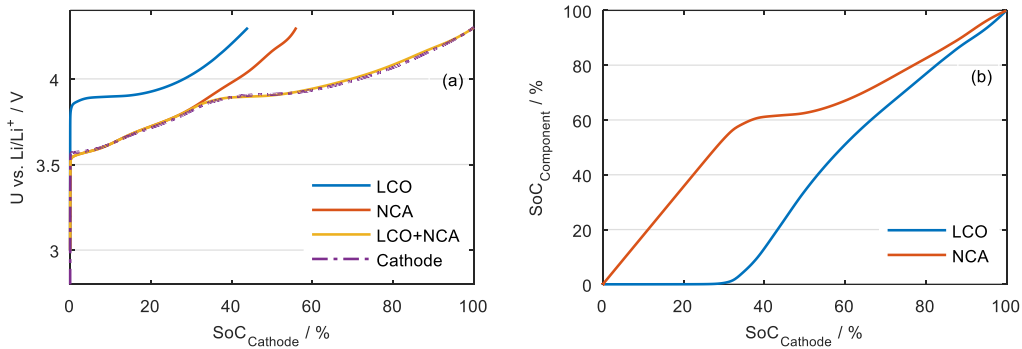 4
3.5
3
U vs. Li/Li+ / V
(a)
LCO
NCA
LCO+NCA
Cathode
0
20
40
60
80
100
SoCCathode / %
100
80
60
40
20
0
SoCComponent / %
(b)
LCO
NCA
0
20
40
60
80
100
SoCCathode / %